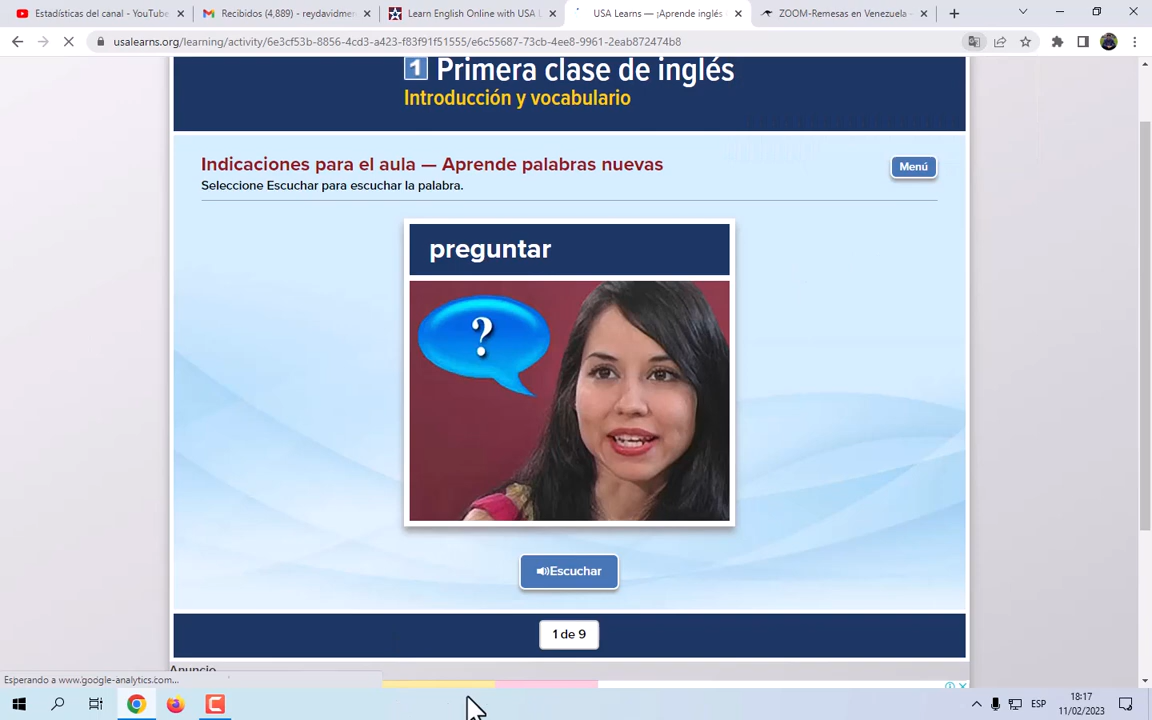 Estadísticas del canal - YouTube
Recibidos (4,889) - reydavidmer
Learn English Online with USA L
USA Learns — ¡Aprende inglés
ZOOM-Remesas en Venezuela -
usalearns.org/learning/activity/6e3cf53b-8856-4cd3-a423-f83f91f51555/e6c55687-73cb-4ee8-9961-2eab872474b8
1 Primera clase de inglés
Introducción y vocabulario
Indicaciones para el aula — Aprende palabras nuevas
Menú
Seleccione Escuchar para escuchar la palabra.
preguntar
?
Escuchar
1 de 9
Anuncio
Esperando a www.google-analytics.com...
ESP
18:17
11/02/2023